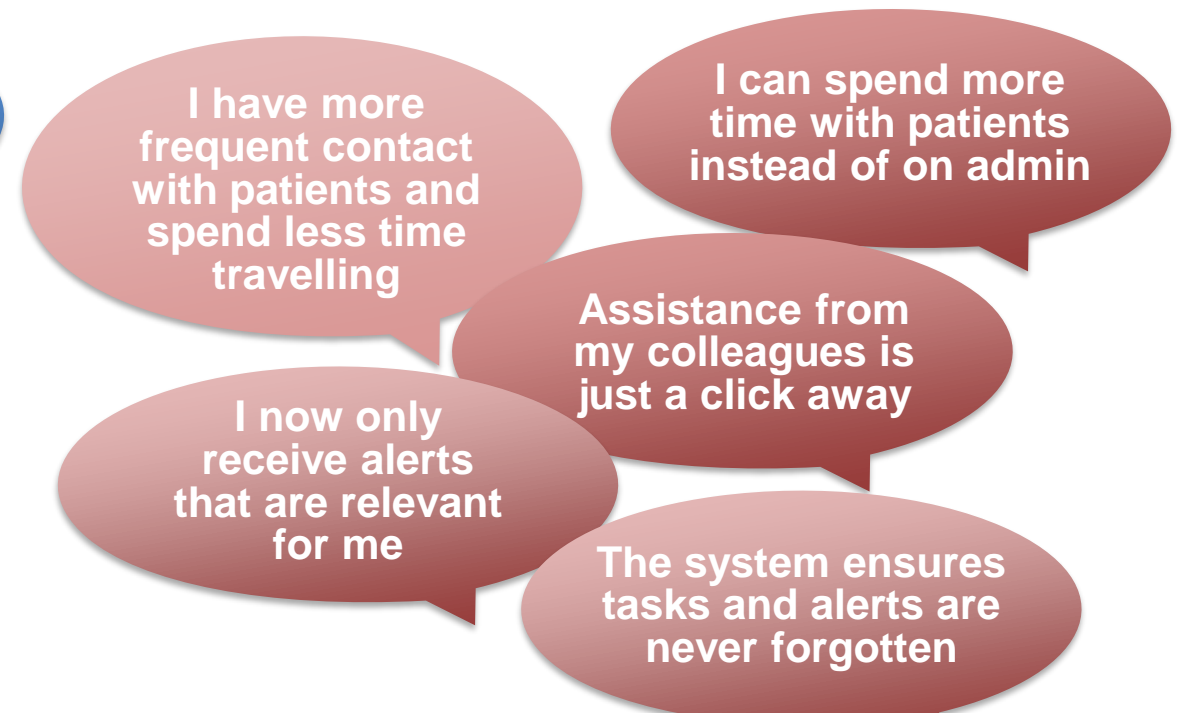 I have more
frequent contact
with patients and
spend less time
travelling
I can spend more
time with patients
instead of on admin
Assistance from
my colleagues is
just a click away
I now only
receive alerts
that are relevant
for me
The system ensures
tasks and alerts are
never forgotten